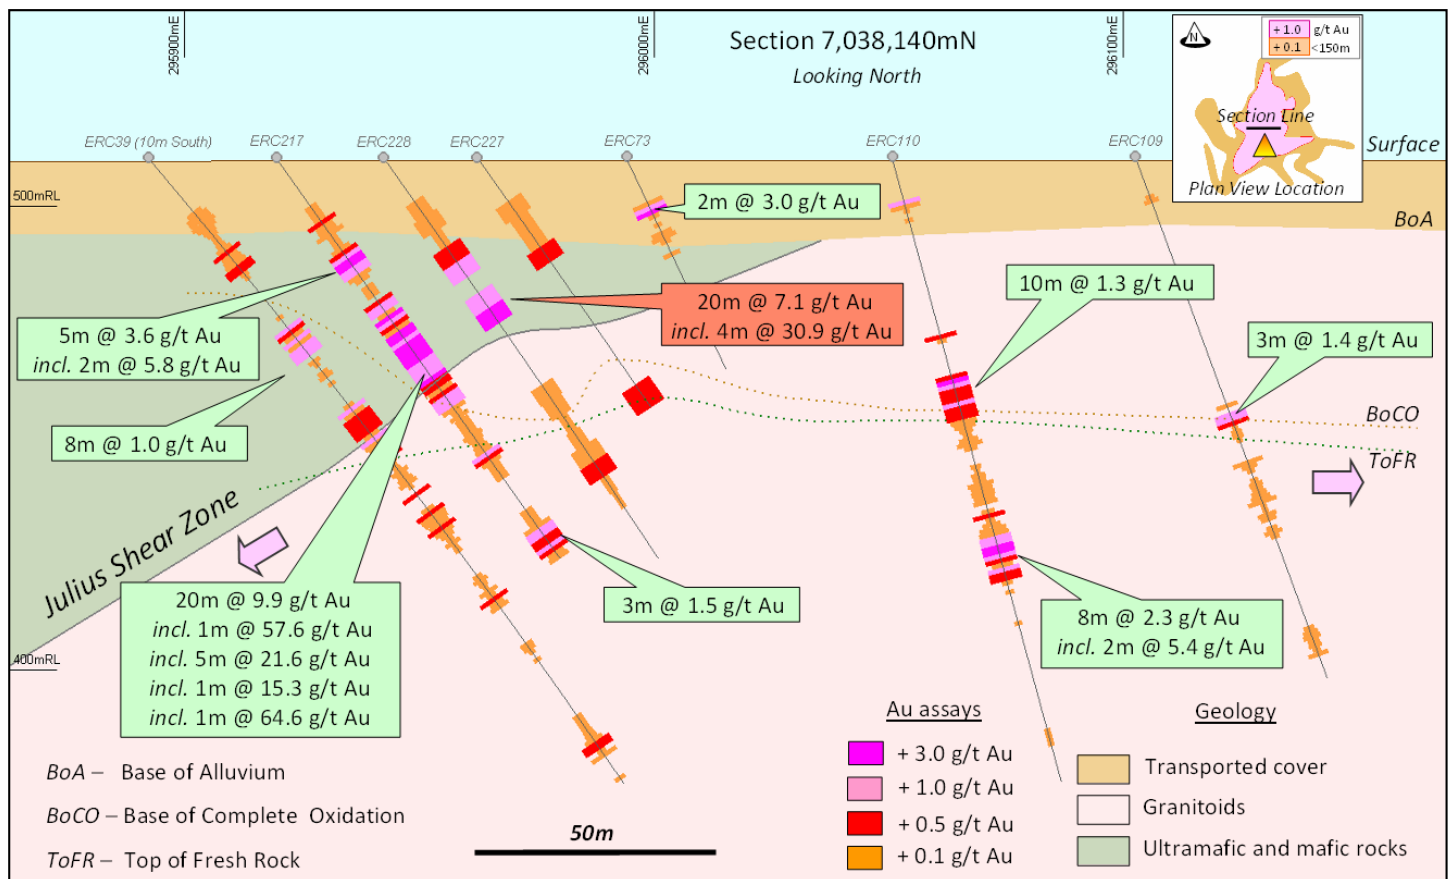 295900mE
296000mE
296100mE
Section 7,038,140mN
Looking North
N
+ 1.0 g/t Au
+ 0.1 <150m
Section Line
Plan View Location
ERC39 (10m South)
ERC217
ERC228
ERC227
ERC73
ERC110
ERC109
Surface
500mRL
BoA
2m @ 3.0 g/t Au
10m @ 1.3 g/t Au
20m @ 7.1 g/t Au
incl. 4m @ 30.9 g/t Au
5m @ 3.6 g/t Au
incl. 2m @ 5.8 g/t Au
3m @ 1.4 g/t Au
8m @ 1.0 g/t Au
BoCO
ToFR
Julius Shear Zone
20m @ 9.9 g/t Au
incl. 1m @ 57.6 g/t Au
incl. 5m @ 21.6 g/t Au
incl. 1m @ 15.3 g/t Au
incl. 1m @ 64.6 g/t Au
3m @ 1.5 g/t Au
8m @ 2.3 g/t Au
incl. 2m @ 5.4 g/t Au
400mRL
BoA – Base of Alluvium
BoCO – Base of Complete Oxidation
ToFR – Top of Fresh Rock
50m
Au assays
+ 3.0 g/t Au
+ 1.0 g/t Au
+ 0.5 g/t Au
+ 0.1 g/t Au
Geology
Transported cover
Granitoids
Ultramafic and mafic rocks